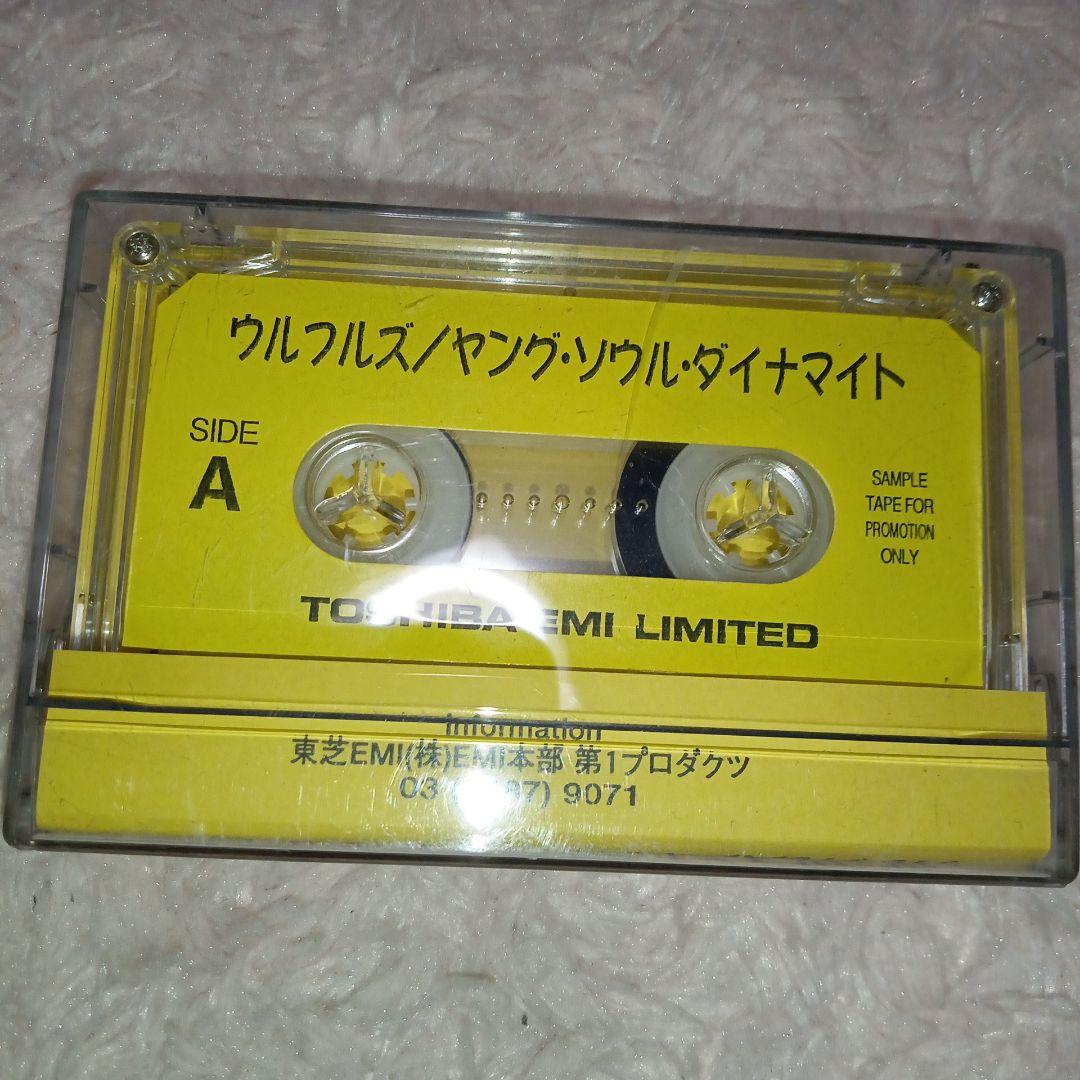 ウルフルズ/ヤング・ソウル・ダイナマイト
SIDE
A
SAMPLE
TAPE FOR
PROMOTION
ONLY
TOSHIBA EMI LIMITED
information
東芝EMI(株)EMI本部 第1プロダクツ
03 9071